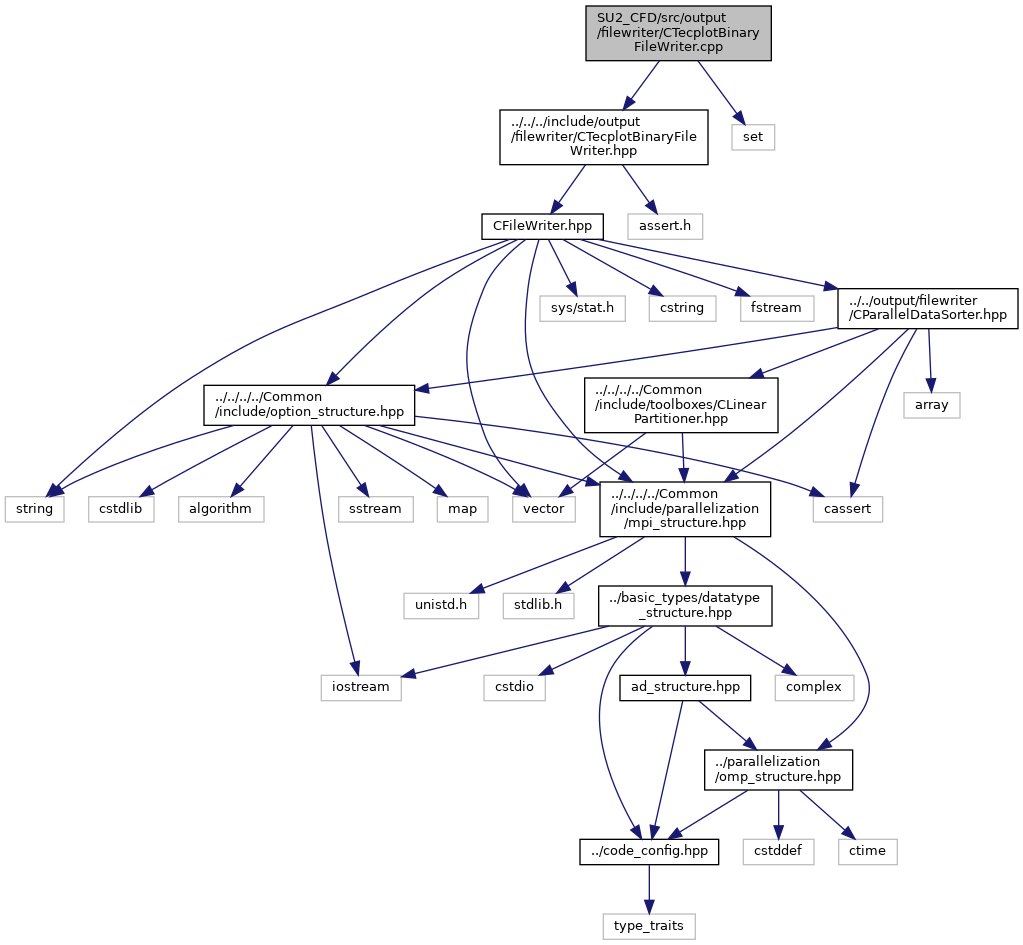 SU2_CFD/src/output
/filewriter/CTecplotBinary
FileWriter.cpp
../../../include/output
/filewriter/CTecplotBinaryFile
Writer.hpp
set
CFileWriter.hpp
assert.h
sys/stat.h
cstring
fstream
../../output/filewriter
/CParallelDataSorter.hpp
../../../../Common
/include/option_structure.hpp
../../../../Common
/include/toolboxes/CLinear
Partitioner.hpp
array
string
cstdlib
algorithm
sstream
map
vector
../../../../Common
/include/parallelization
/mpi_structure.hpp
cassert
unistd.h
stdlib.h
../basic_types/datatype
_structure.hpp
iostream
cstdio
ad_structure.hpp
complex
../parallelization
/omp_structure.hpp
../code_config.hpp
cstddef
ctime
type_traits